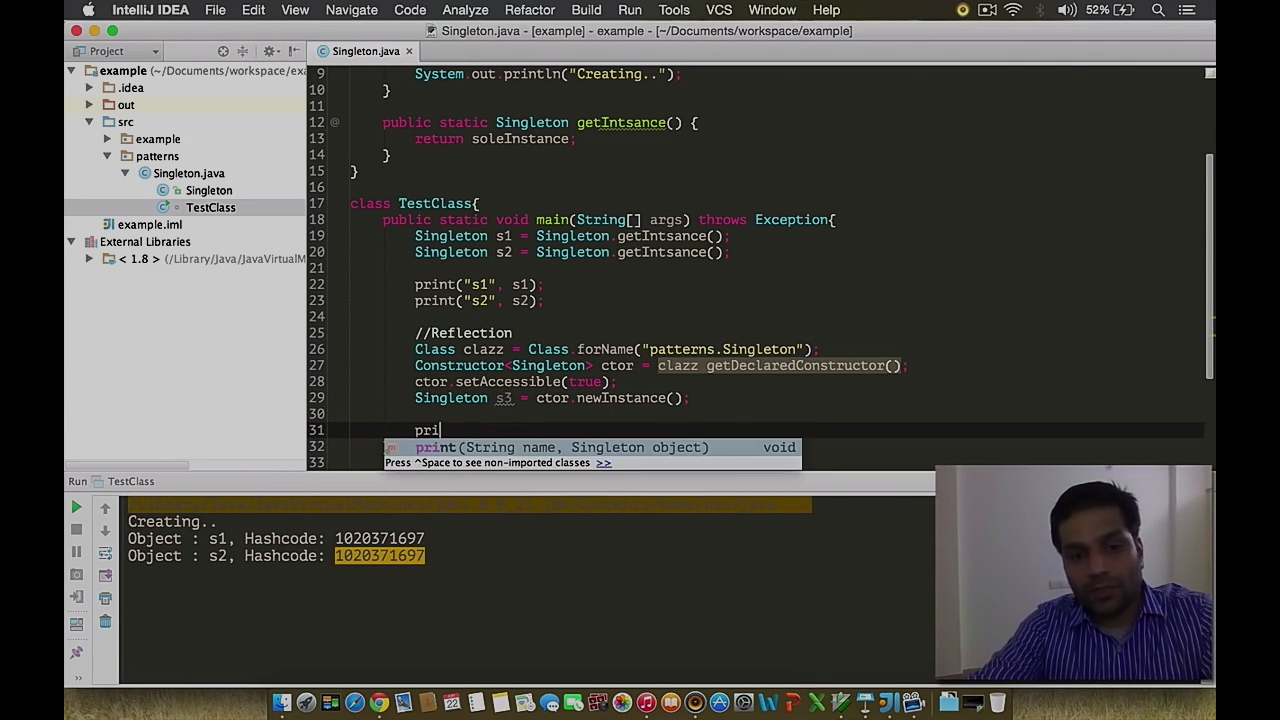 IntelliJ IDEA File Edit View Navigate Code Analyze Refactor Build Run Tools VCS Window Help 52%
Singleton.java - [example] - example - [~/Documents/workspace/example]
Project
Singleton.java
example (~/Documents/workspace/exa
.idea
out
src
example
patterns
Singleton.java
Singleton
TestClass
example.iml
External Libraries
< 1.8 > (/Library/Java/JavaVirtualM
9 System.out.println("Creating..");
10 }
11
12 @ public static Singleton getIntsance() {
13 return soleInstance;
14 }
15 }
16
17 class TestClass{
18 public static void main(String[] args) throws Exception{
19 Singleton s1 = Singleton.getIntsance();
20 Singleton s2 = Singleton.getIntsance();
21
22 print("s1", s1);
23 print("s2", s2);
24
25 //Reflection
26 Class clazz = Class.forName("patterns.Singleton");
27 Constructor<Singleton> ctor = clazz.getDeclaredConstructor();
28 ctor.setAccessible(true);
29 Singleton s3 = ctor.newInstance();
30
31 pri
32 print(String name, Singleton object) void
33 Press ^Space to see non-imported classes >>
Run TestClass
Creating..
Object : s1, Hashcode: 1020371697
Object : s2, Hashcode: 1020371697